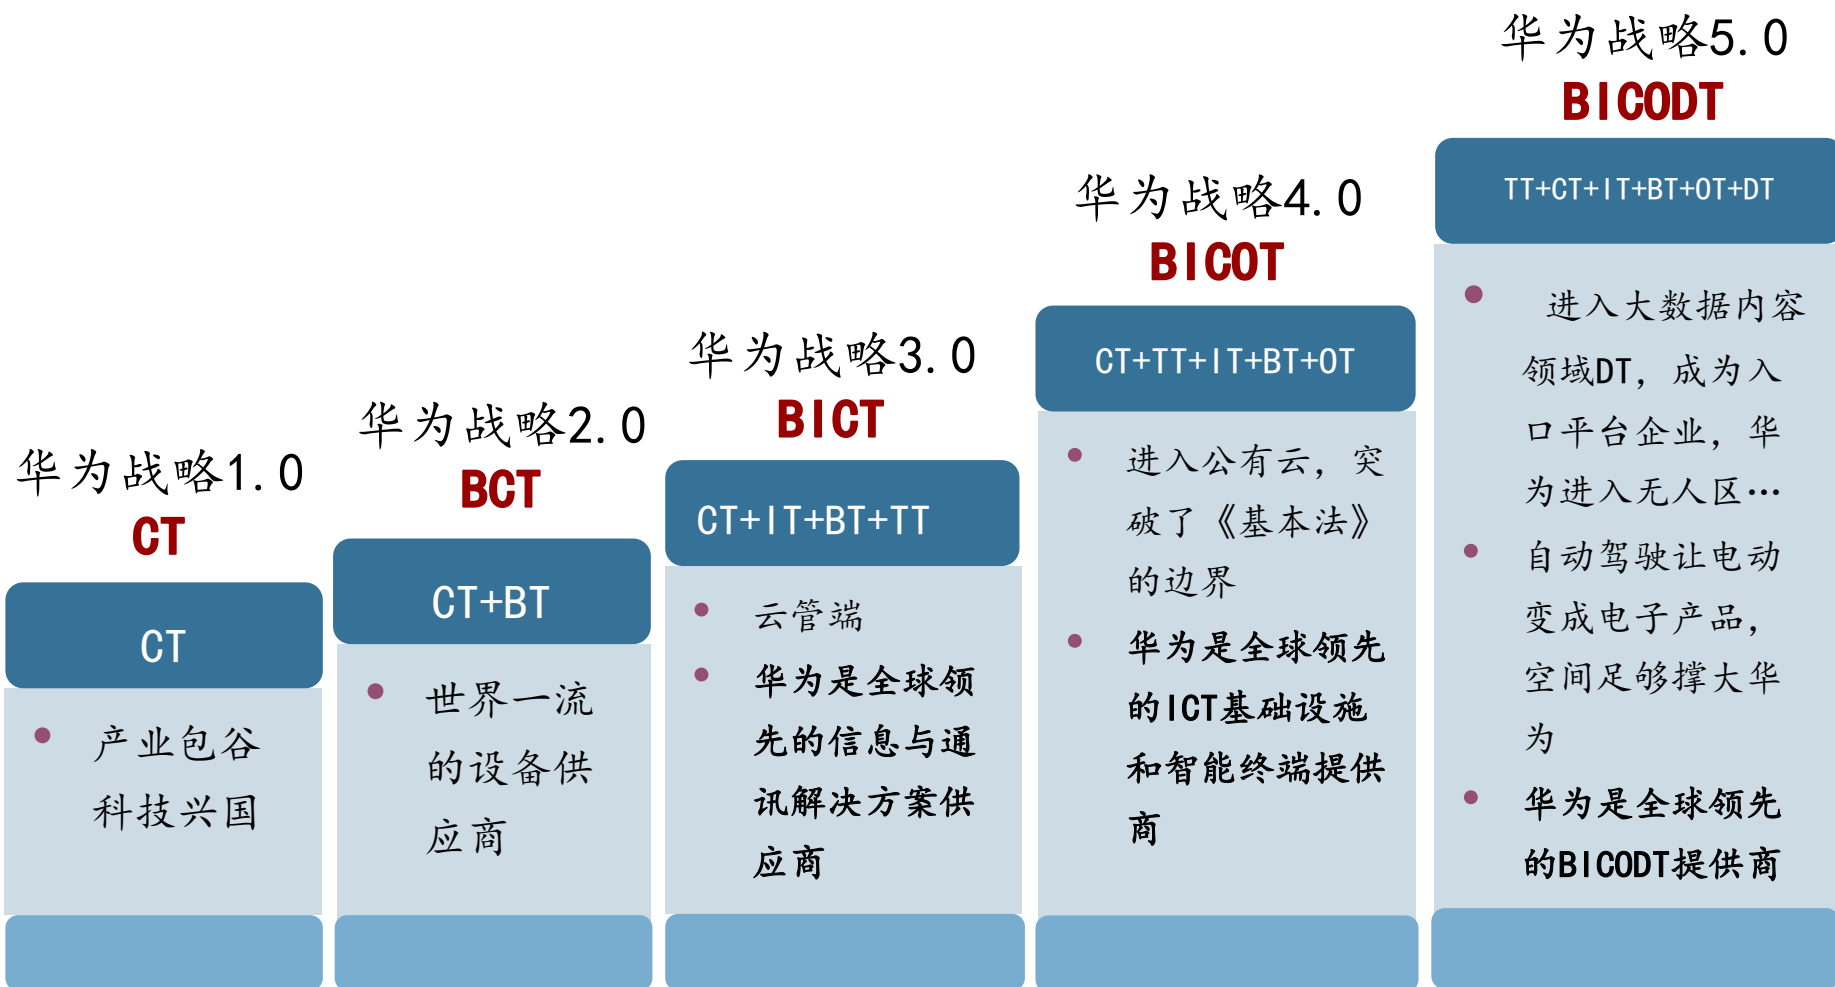 华为战略1.0
CT
CT
产业包谷
科技兴国
华为战略2.0
BCT
CT+BT
世界一流
的设备供
应商
华为战略3.0
BICT
CT+IT+BT+TT
云管端
华为是全球领
先的信息与通
讯解决方案供
应商
华为战略4.0
BICOT
CT+TT+IT+BT+OT
进入公有云，突
破了《基本法》
的边界
华为是全球领先
的ICT基础设施
和智能终端提供
商
华为战略5.0
BICODT
TT+CT+IT+BT+OT+DT
进入大数据内容
领域DT，成为入
口平台企业，华
为进入无人区…
自动驾驶让电动
变成电子产品，
空间足够撑大华
为
华为是全球领先
的BICODT提供商